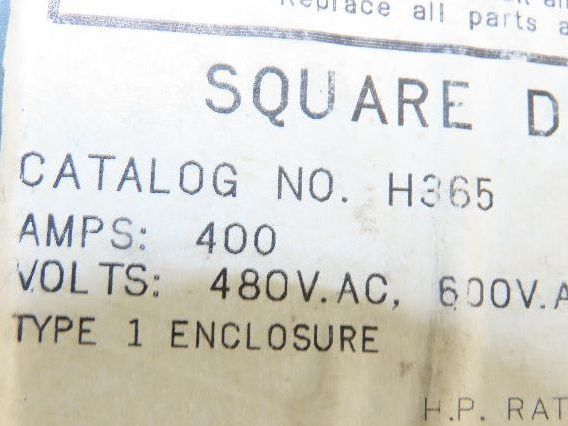 Replace all parts a
SQUARE D
CATALOG NO. H365
AMPS: 400
VOLTS: 480V.AC, 600V.A
TYPE 1 ENCLOSURE
H.P. RAT